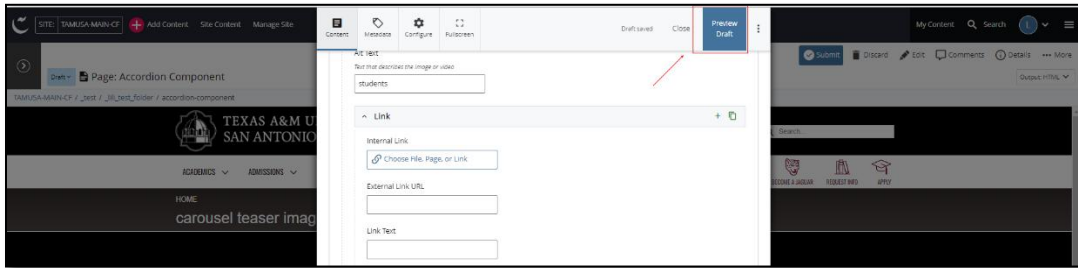 SITE: TAMUSA-MAIN-CF Add Content Site Content Manage Site
Content Metadata Configure Fullscreen
Draft saved Close Preview Draft
My Content Search L
Draft Page: Accordion Component
Submit Discard Edit Comments Details More
Output: HTML
TAMUSA-MAIN-CF / _test / _lili_test_folder / accordion-component
Alt Text
Text that describes the image or video
students
Link
Internal Link
Choose File, Page, or Link
External Link URL
Link Text
TEXAS A&M U
SAN ANTONIO
Search...
ACADEMICS ADMISSIONS
BECOME A JAGUAR REQUEST INFO APPLY
HOME
carousel teaser imag